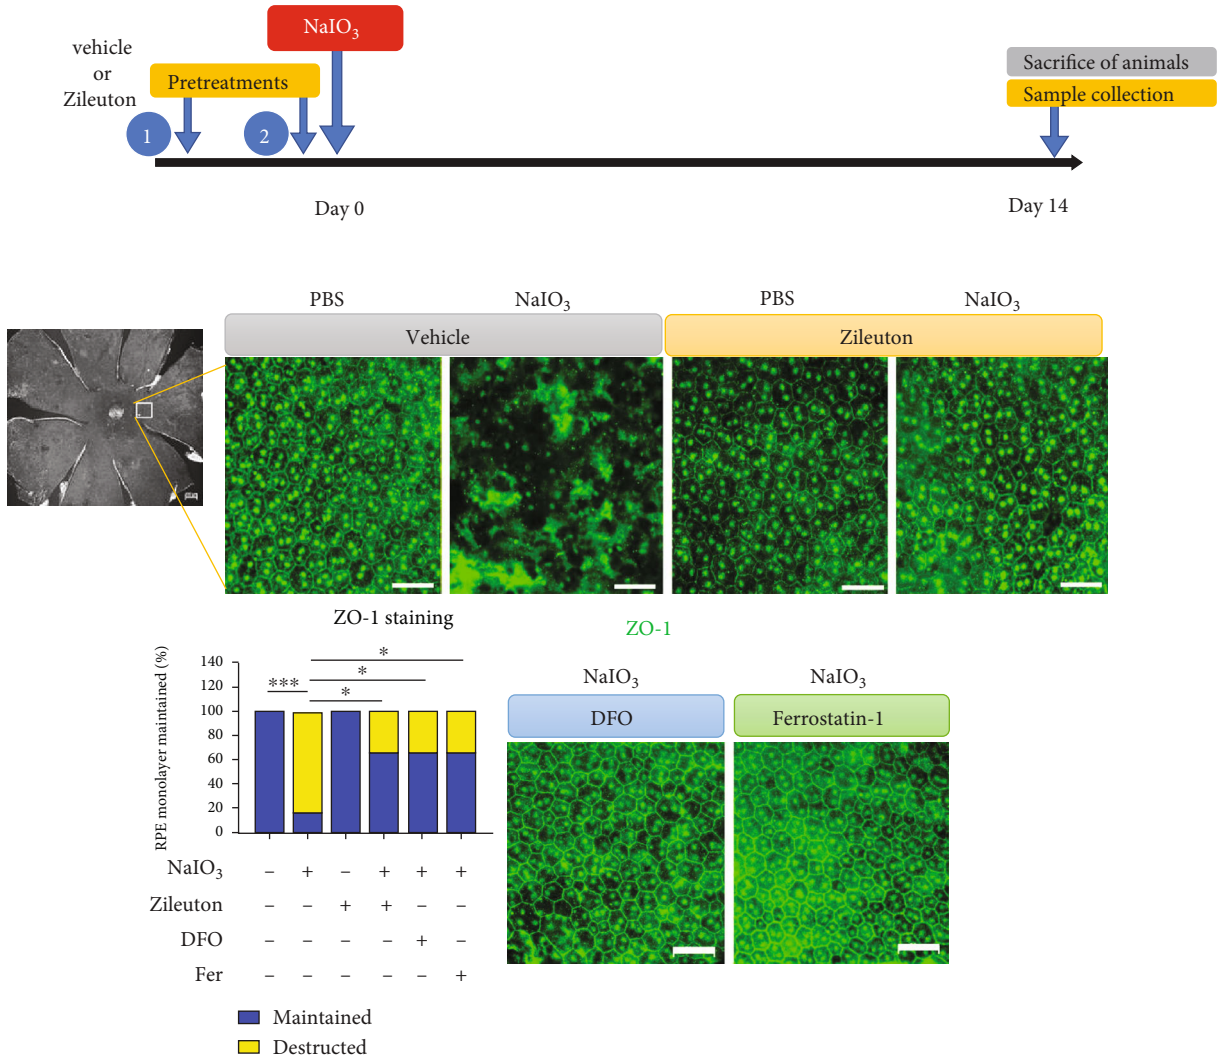 vehicle
or
Zileuton
NaIO3
Pretreatments
1
2
Sacrifice of animals
Sample collection
Day 0
Day 14
PBS
NaIO3
PBS
NaIO3
Vehicle
Zileuton
ZO-1 staining
ZO-1
RPE monolayer maintained (%)
140
120
100
80
60
40
20
0
***
*
*
*
NaIO3 – + – + + +
Zileuton – – + + – –
DFO – – – – + –
Fer – – – – – +
Maintained
Destructed
NaIO3
NaIO3
DFO
Ferrostatin-1